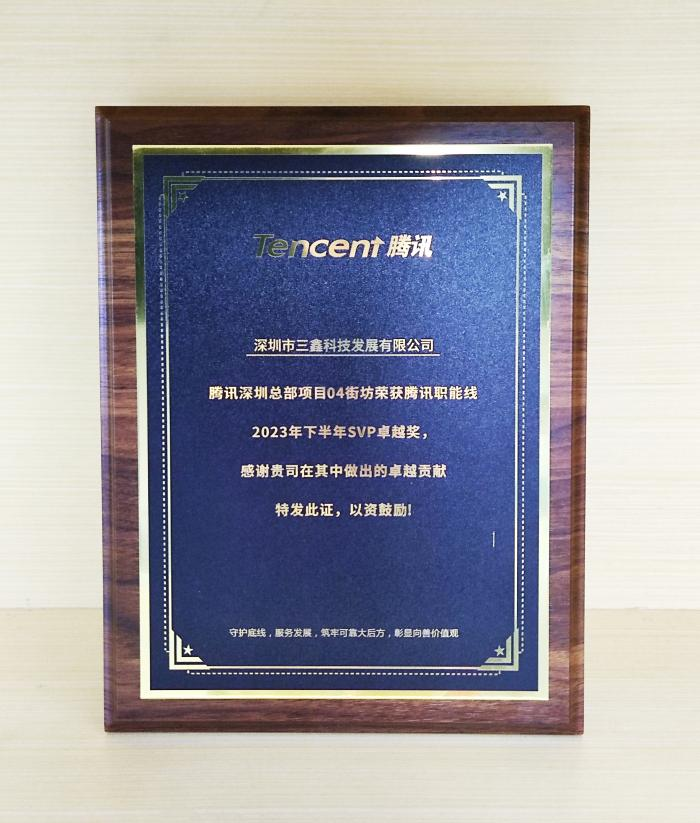 Tencent 腾讯
深圳市三鑫科技发展有限公司
腾讯深圳总部项目04街坊荣获腾讯职能线
2023年下半年SVP卓越奖，
感谢贵司在其中做出的卓越贡献
特发此证，以资鼓励!
守护底线，服务发展，筑牢可靠大后方，彰显向善价值观